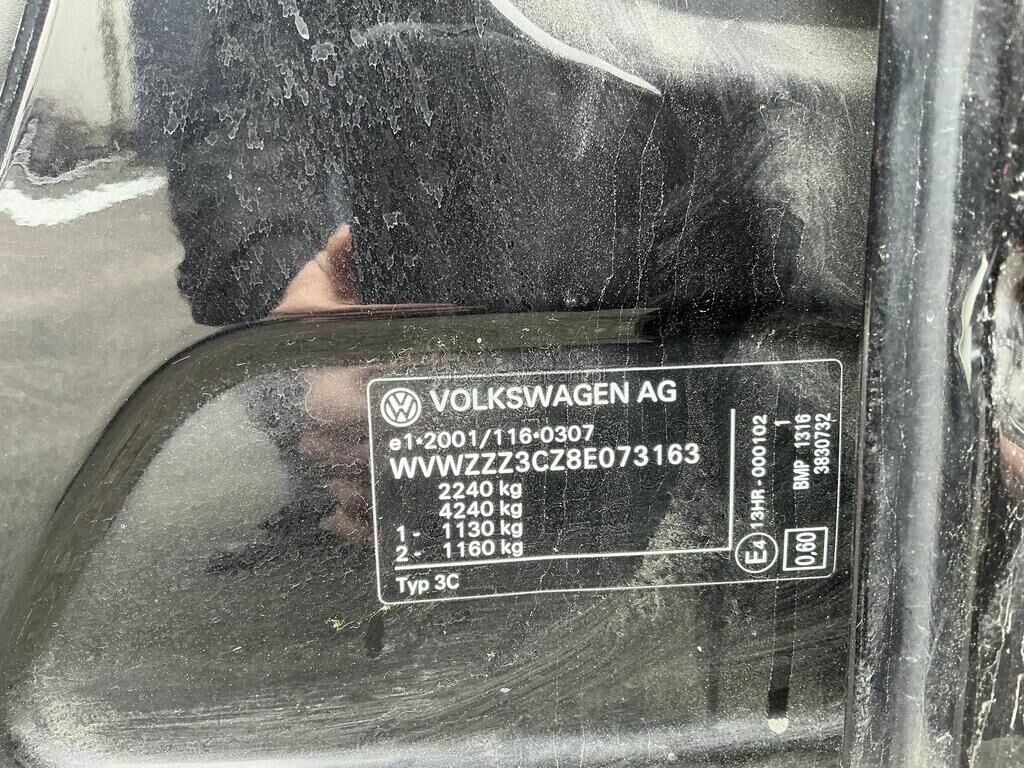 VOLKSWAGEN AG
e1*2001/116*0307
WVWZZZ3CZ8E073163
2240 kg
4240 kg
1- 1130 kg
2- 1160 kg
Typ 3C
E4 13HR-000102
1
BMP 1316
3830732
0,60